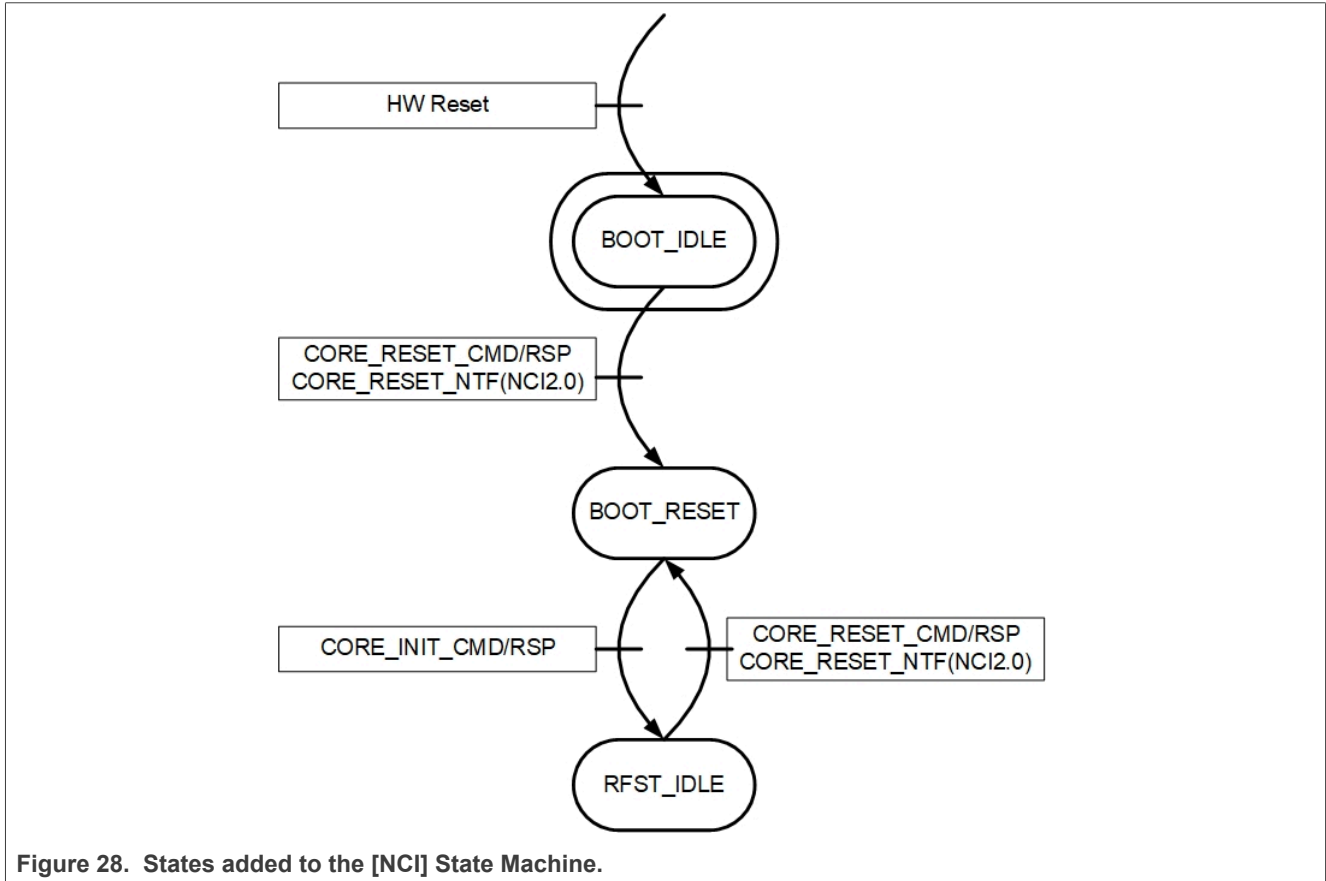 HW Reset
BOOT_IDLE
CORE_RESET_CMD/RSP
CORE_RESET_NTF(NCI2.0)
BOOT_RESET
CORE_INIT_CMD/RSP
CORE_RESET_CMD/RSP
CORE_RESET_NTF(NCI2.0)
RFST_IDLE
Figure 28. States added to the [NCI] State Machine.